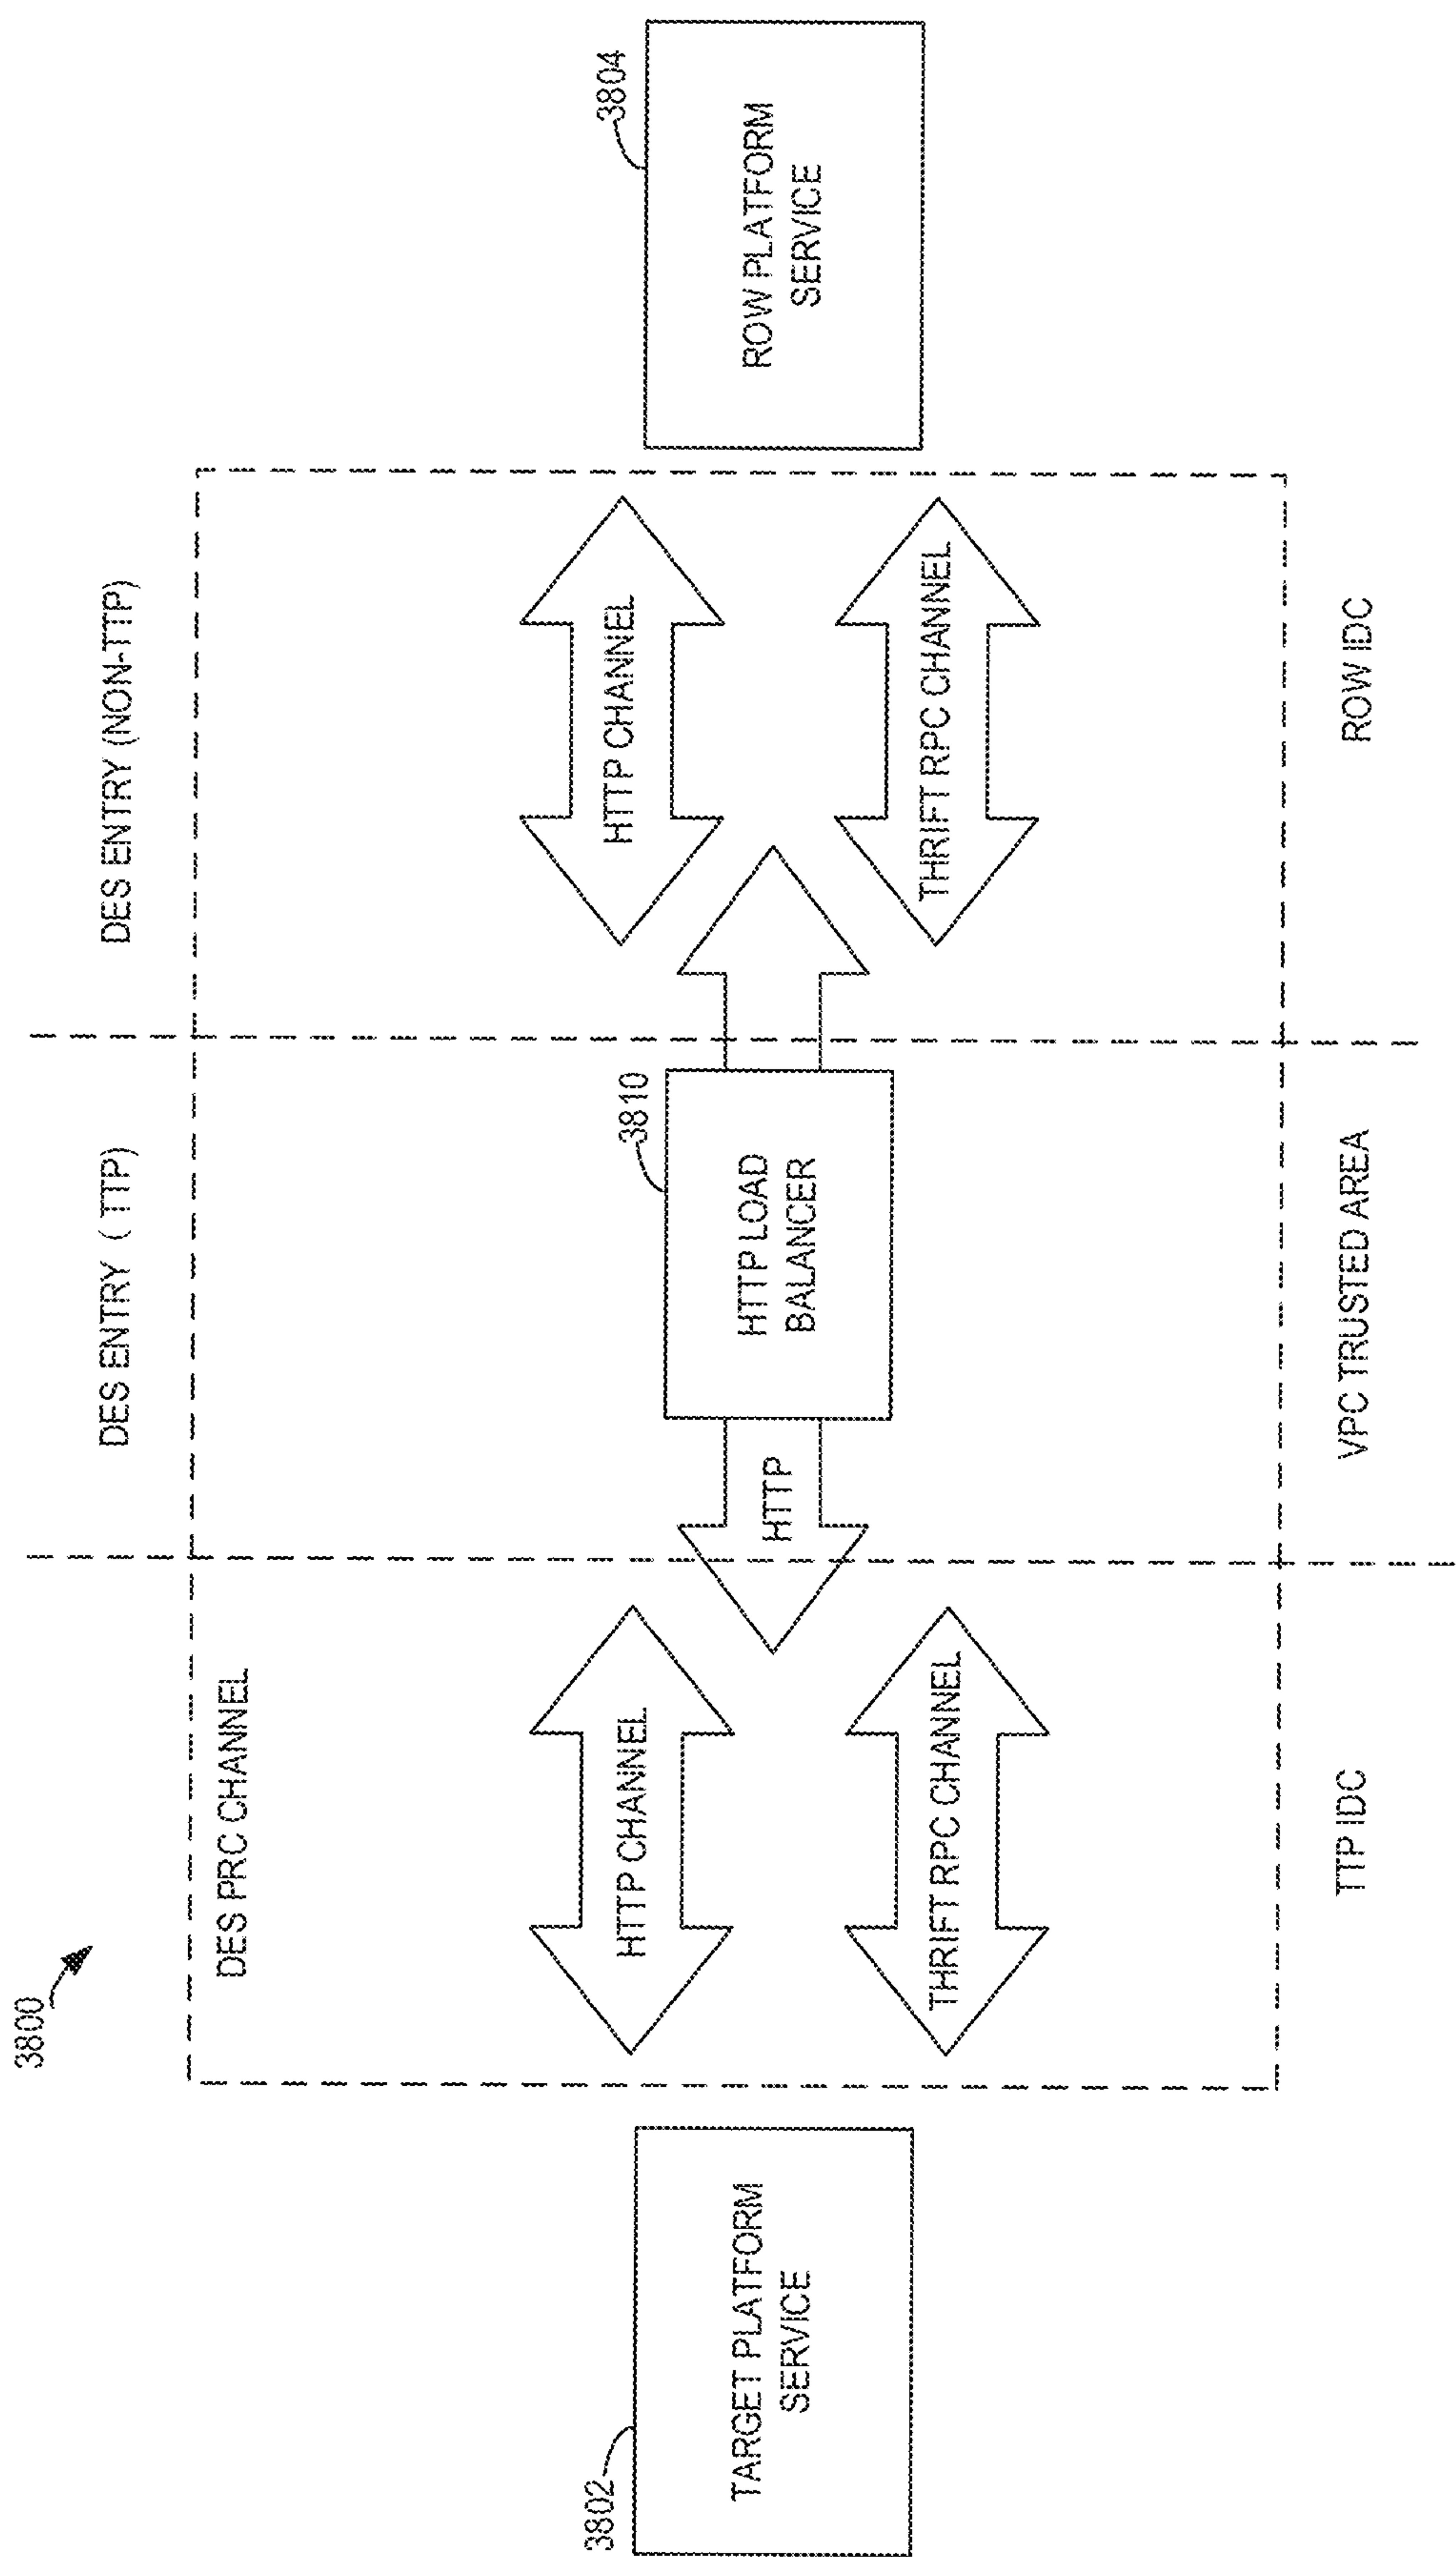 3800
DES ENTRY ( TTP)
DES ENTRY (NON-TTP)
DES PRC CHANNEL
3802
TARGET PLATFORM
SERVICE
HTTP CHANNEL
THRIFT RPC CHANNEL
HTTP
3810
HTTP LOAD
BALANCER
HTTP CHANNEL
THRIFT RPC CHANNEL
3804
ROW PLATFORM
SERVICE
TTP IDC
VPC TRUSTED AREA
ROW IDC